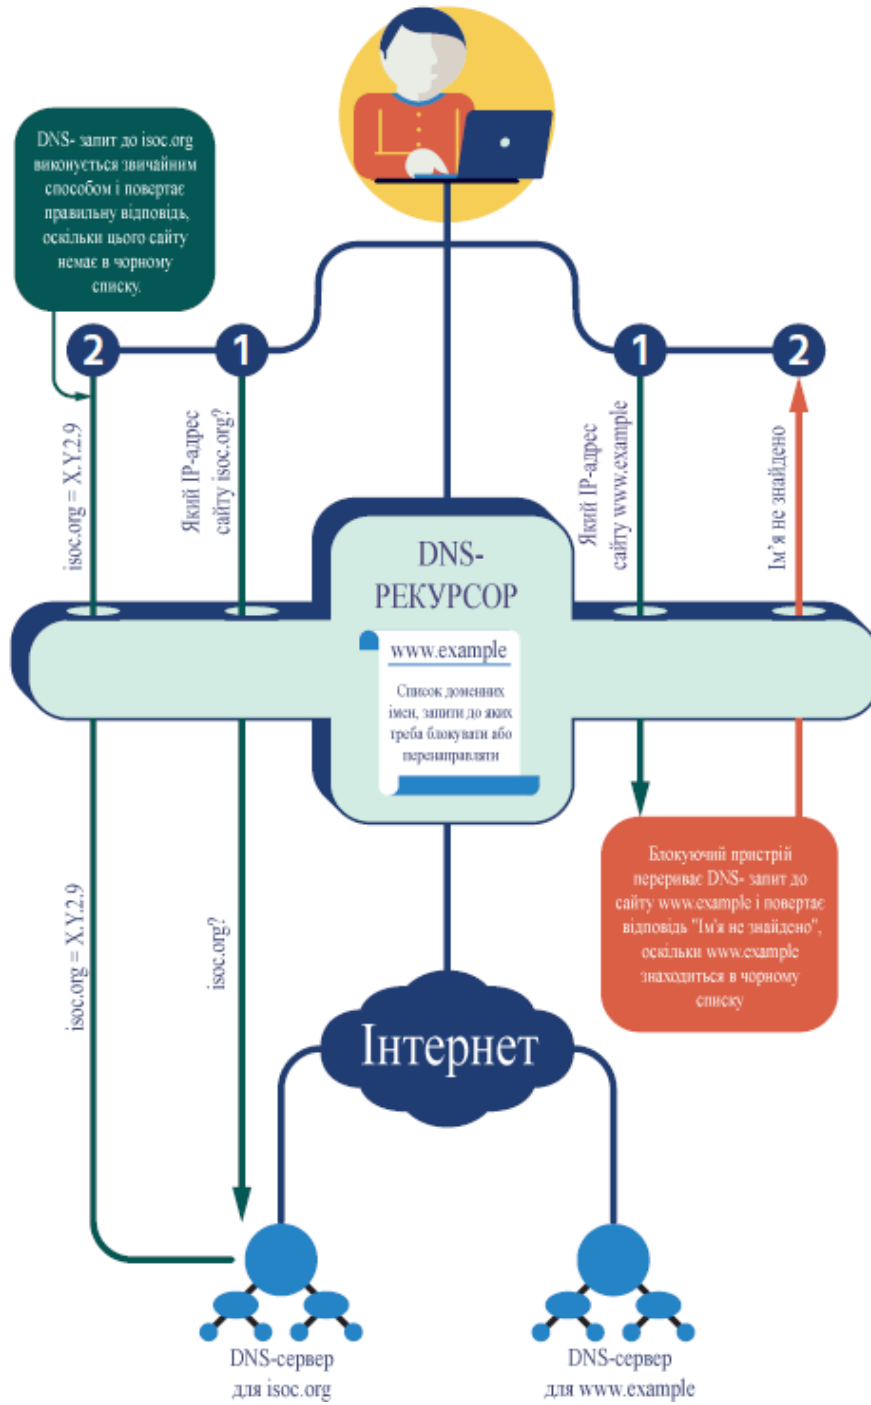 DNS- запит до isoc.org
виконується звичайним
способом і повертає
правильну відповідь,
оскільки цього сайту
немає в чорному
списку.
2
1
1
2
isoc.org = X.Y.2.9
Який IP-адрес
сайту isoc.org?
Який IP-адрес
сайту www.example
Ім’я не знайдено
DNS-
РЕКУРСОР
www.example
Список доменних
імен, запити до яких
треба блокувати або
перенаправляти
isoc.org = X.Y.2.9
isoc.org?
Блокуючий пристрій
перериває DNS- запит до
сайту www.example і повертає
відповідь "Ім'я не знайдено",
оскільки www.example
знаходиться в чорному
списку
Інтернет
DNS-сервер
для isoc.org
DNS-сервер
для www.example